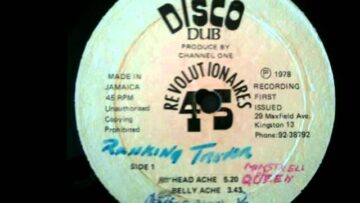 DISCO
DUB
PRODUCE BY
CHANNEL ONE
REVOLUTIONAIRES
45
MADE IN
JAMAICA
45 RPM
Unauthorised
Copying
Prohibited
Ⓟ 1978
RECORDING
FIRST
ISSUED
29 Maxfield Ave.
Kingston 13
Phone: 92-38792
RANKING Trevor
SIDE 1
HEAD ACHE 5.20
BELLY ACHE 3.43
QUEEN